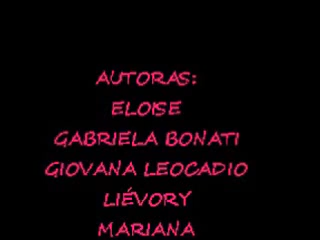 AUTORAS:
ELOISE
GABRIELA BONATI
GIOVANA LEOCADIO
LIÉVORY
MARIANA